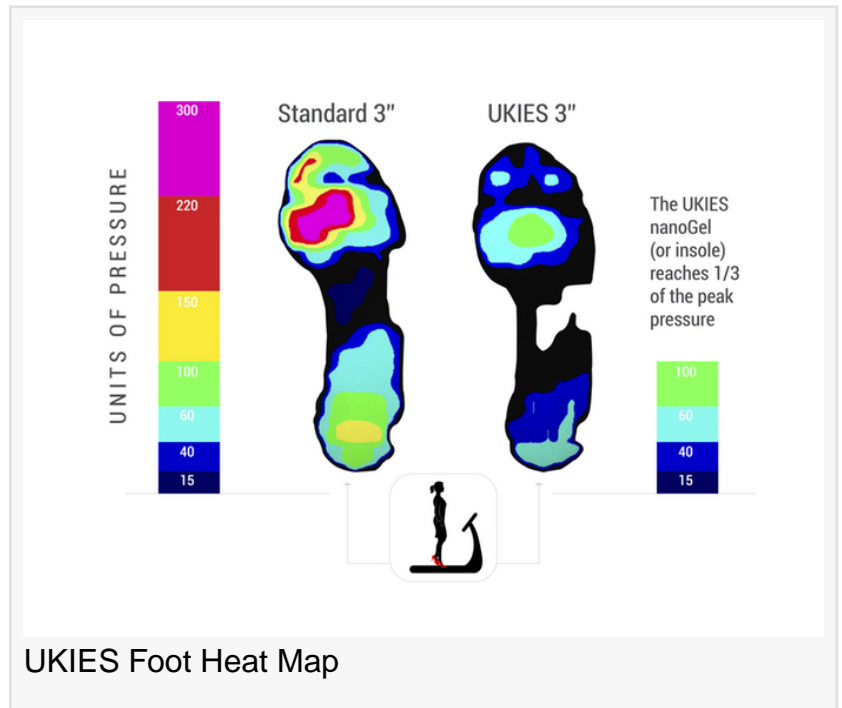 Standard 3"
UKIES 3"
UNITS OF PRESSURE
300
220
150
100
60
40
15
The UKIES
nanoGel
(or insole)
reaches 1/3
of the peak
pressure
100
60
40
15
UKIES Foot Heat Map